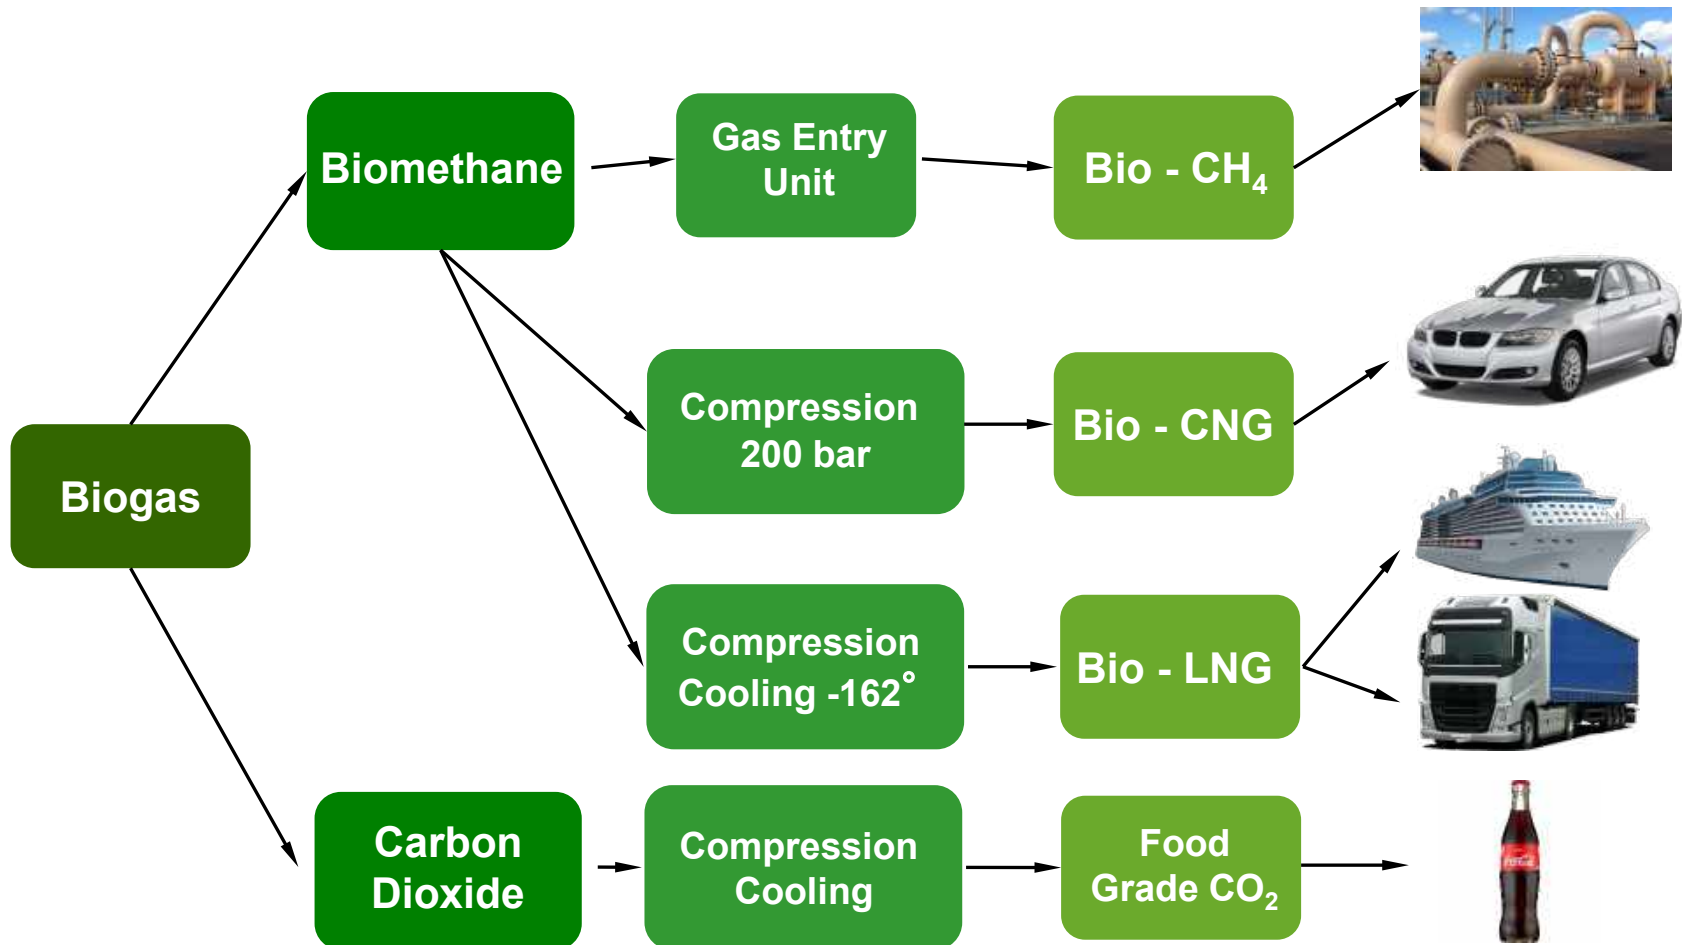 Biomethane
Gas Entry
Unit
Bio - CH₄
Compression
200 bar
Bio - CNG
Biogas
Compression
Cooling -162°
Bio - LNG
Carbon
Dioxide
Compression
Cooling
Food
Grade CO₂